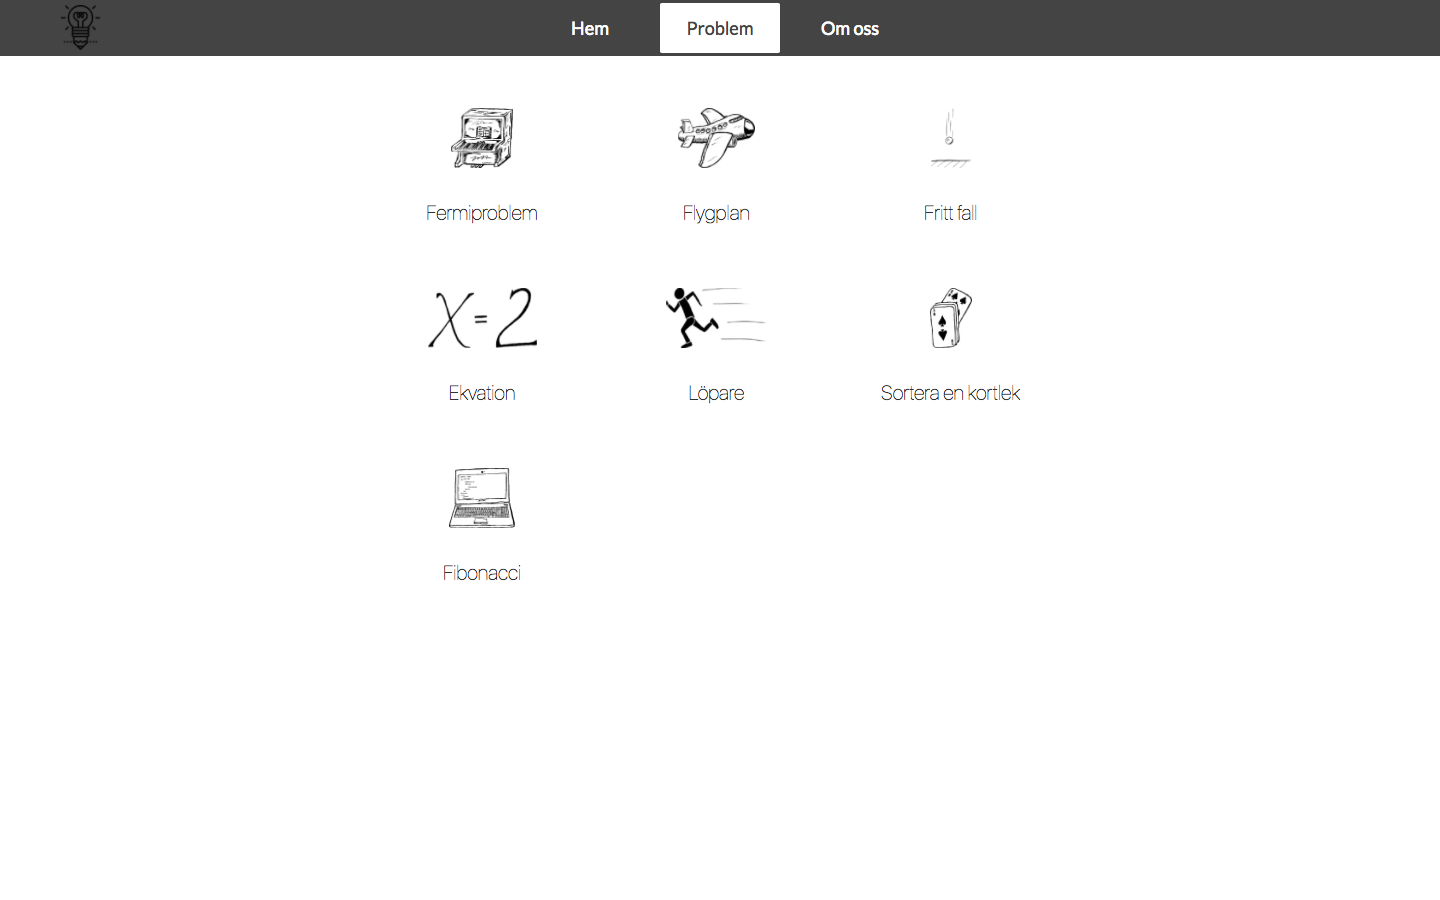 Hem
Problem
Om oss
Fermiproblem
Flygplan
Fritt fall
X = 2
Ekvation
Löpare
Sortera en kortlek
Fibonacci